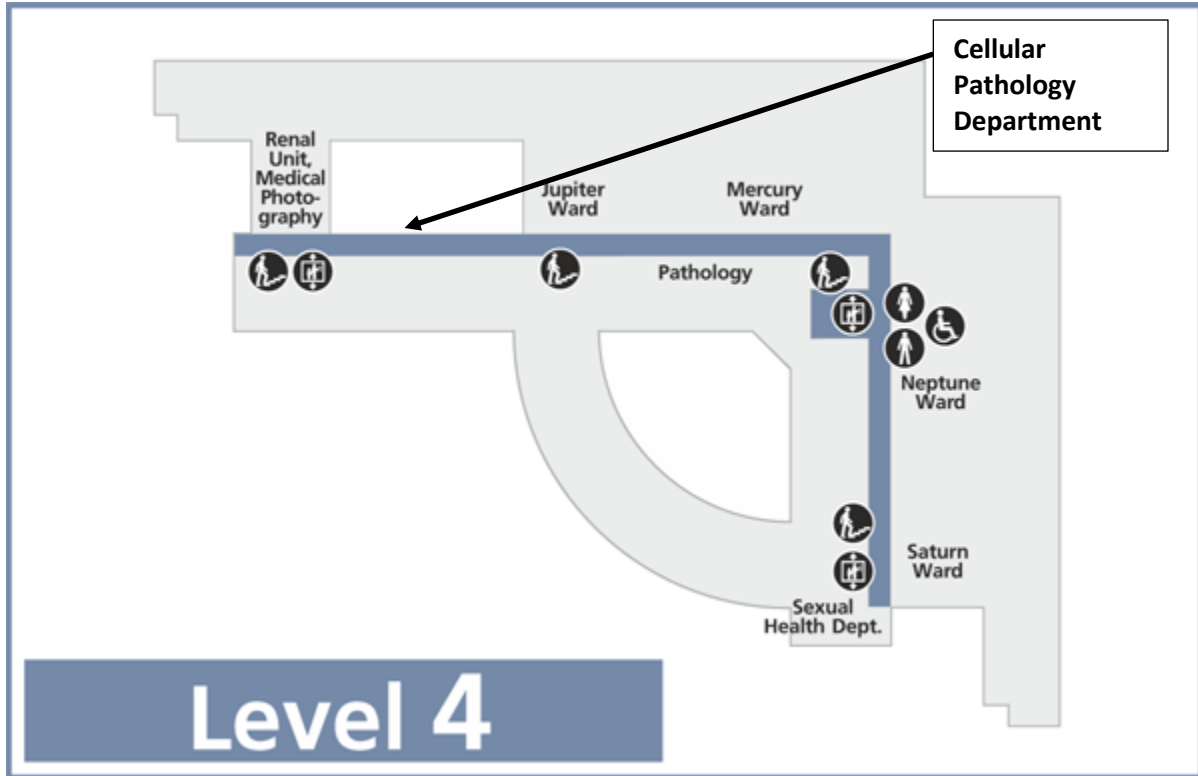 Cellular
Pathology
Department
Renal
Unit,
Medical
Photo-
graphy
Jupiter
Ward
Mercury
Ward
Pathology
Neptune
Ward
Saturn
Ward
Sexual
Health Dept.
Level 4